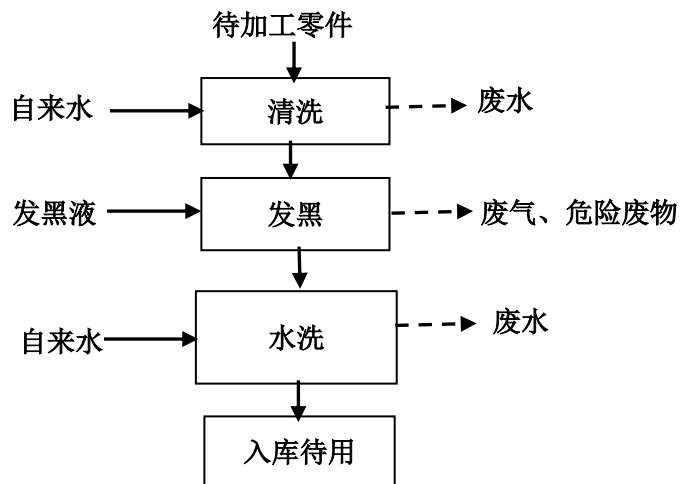 待加工零件
自来水
清洗
废水
发黑液
发黑
废气、危险废物
自来水
水洗
废水
入库待用